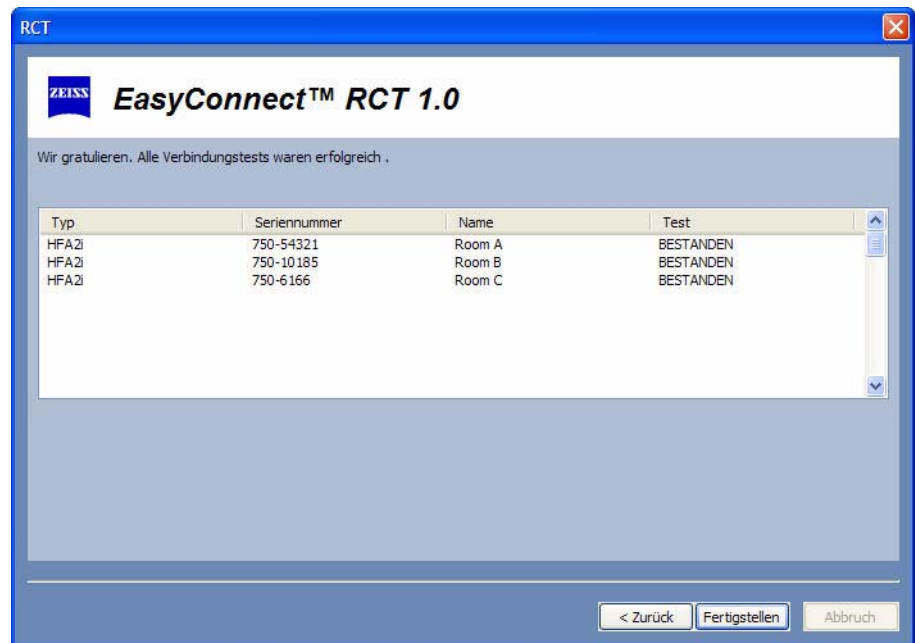 RCT
ZEISS
EasyConnect™ RCT 1.0
Wir gratulieren. Alle Verbindungstests waren erfolgreich .
Typ Seriennummer Name Test
HFA2i 750-54321 Room A BESTANDEN
HFA2i 750-10185 Room B BESTANDEN
HFA2i 750-6166 Room C BESTANDEN
< Zurück Fertigstellen Abbruch